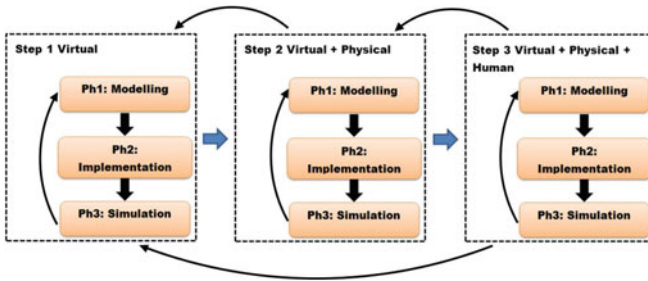 Step 1 Virtual
Ph1: Modelling
Ph2:
Implementation
Ph3: Simulation
Step 2 Virtual + Physical
Ph1: Modelling
Ph2:
Implementation
Ph3: Simulation
Step 3 Virtual + Physical +
Human
Ph1: Modelling
Ph2:
Implementation
Ph3: Simulation